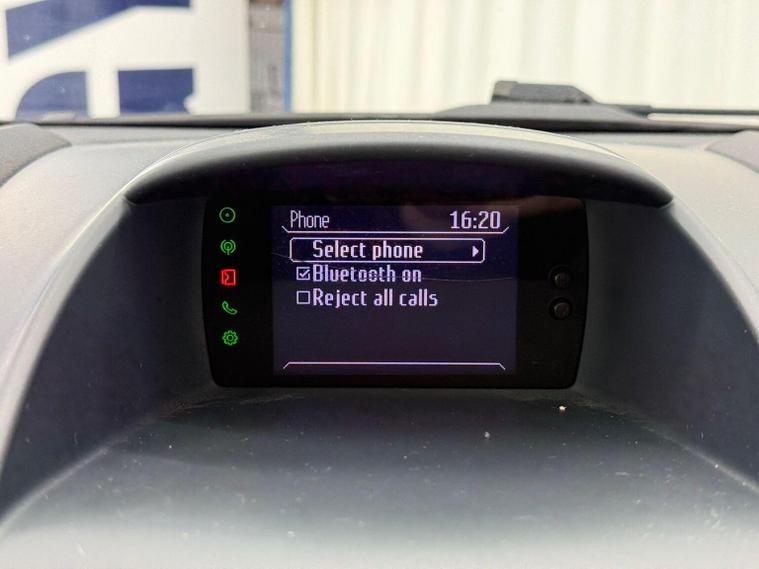 Phone 16:20
Select phone
Bluetooth on
Reject all calls